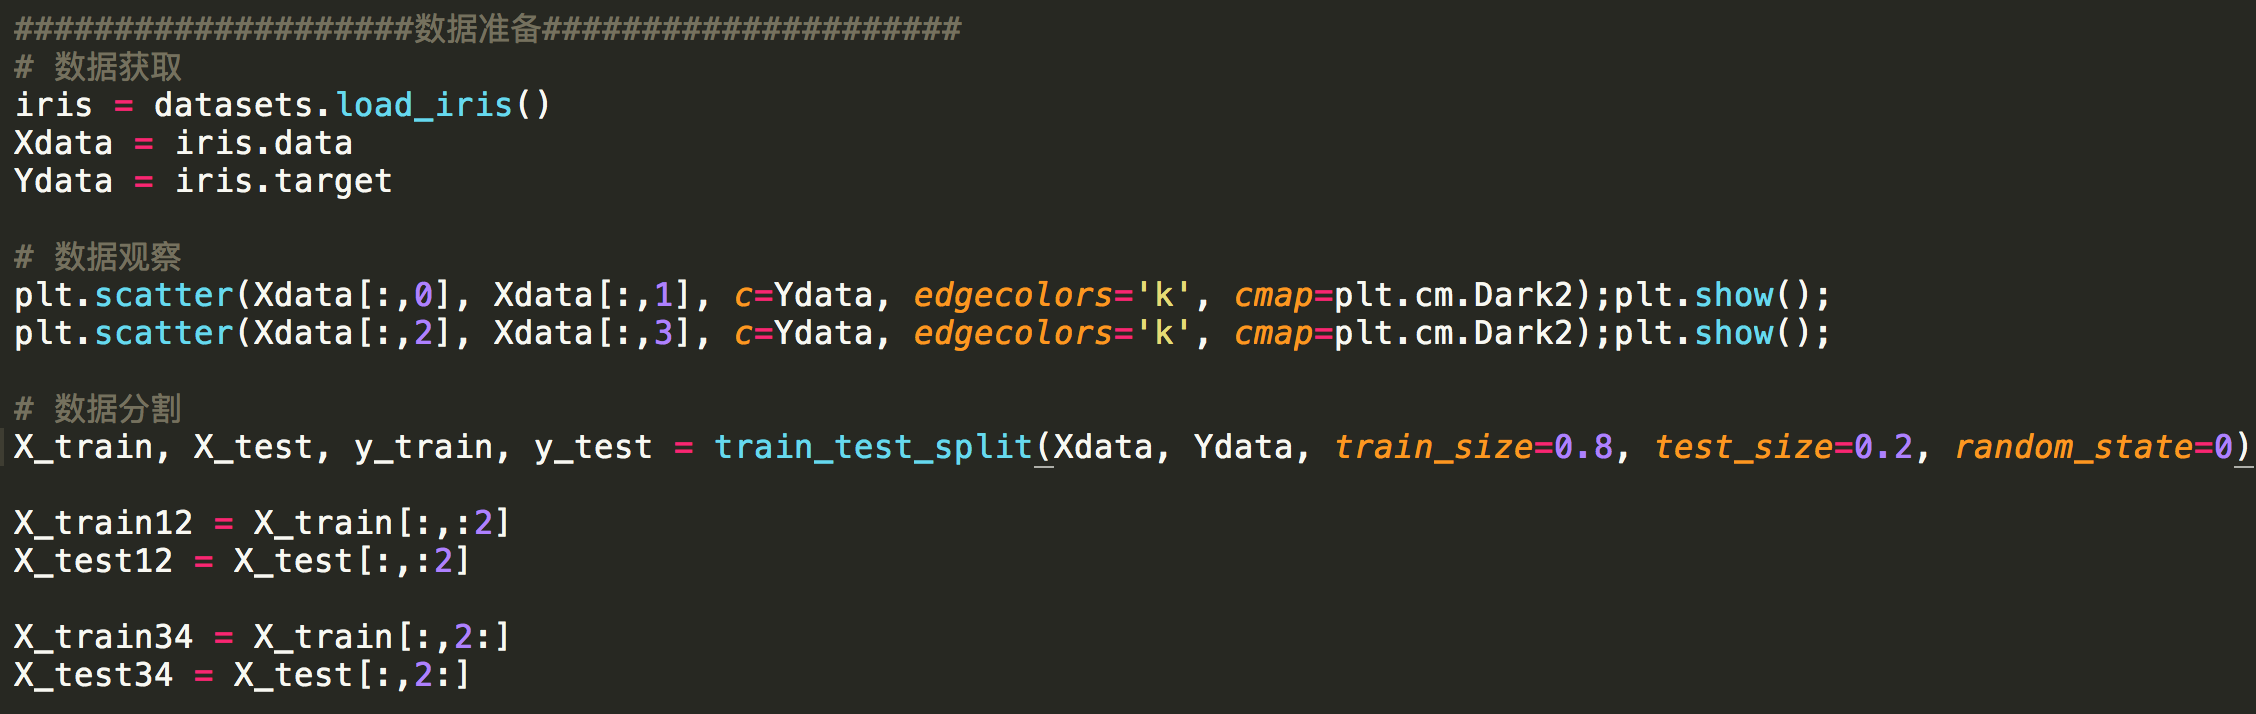 ####################数据准备#####################
# 数据获取
iris = datasets.load_iris()
Xdata = iris.data
Ydata = iris.target
# 数据观察
plt.scatter(Xdata[:,0], Xdata[:,1], c=Ydata, edgecolors='k', cmap=plt.cm.Dark2);plt.show();
plt.scatter(Xdata[:,2], Xdata[:,3], c=Ydata, edgecolors='k', cmap=plt.cm.Dark2);plt.show();
# 数据分割
X_train, X_test, y_train, y_test = train_test_split(Xdata, Ydata, train_size=0.8, test_size=0.2, random_state=0)
X_train12 = X_train[:,:2]
X_test12 = X_test[:,:2]
X_train34 = X_train[:,2:]
X_test34 = X_test[:,2:]